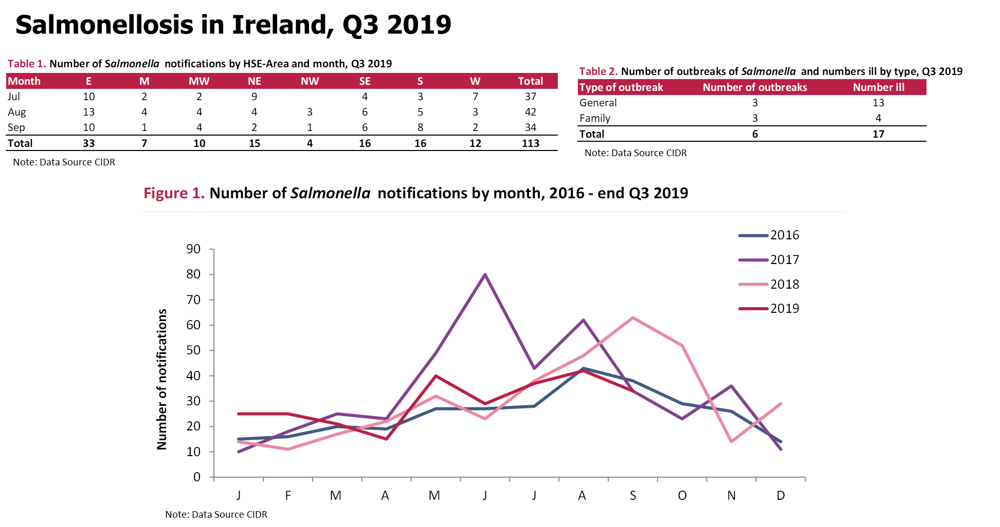 Salmonellosis in Ireland, Q3 2019
Table 1. Number of Salmonella notifications by HSE-Area and month, Q3 2019
Month E M MW NE NW SE S W Total
Jul 10 2 2 9 4 3 7 37
Aug 13 4 4 4 3 6 5 3 42
Sep 10 1 4 2 1 6 8 2 34
Total 33 7 10 15 4 16 16 12 113
Note: Data Source CIDR
Table 2. Number of outbreaks of Salmonella and numbers ill by type, Q3 2019
Type of outbreak Number of outbreaks Number ill
General 3 13
Family 3 4
Total 6 17
Note: Data Source CIDR
Figure 1. Number of Salmonella notifications by month, 2016 - end Q3 2019
2016
2017
2018
2019
Number of notifications
90
80
70
60
50
40
30
20
10
0
J F M A M J J A S O N D
Note: Data Source CIDR